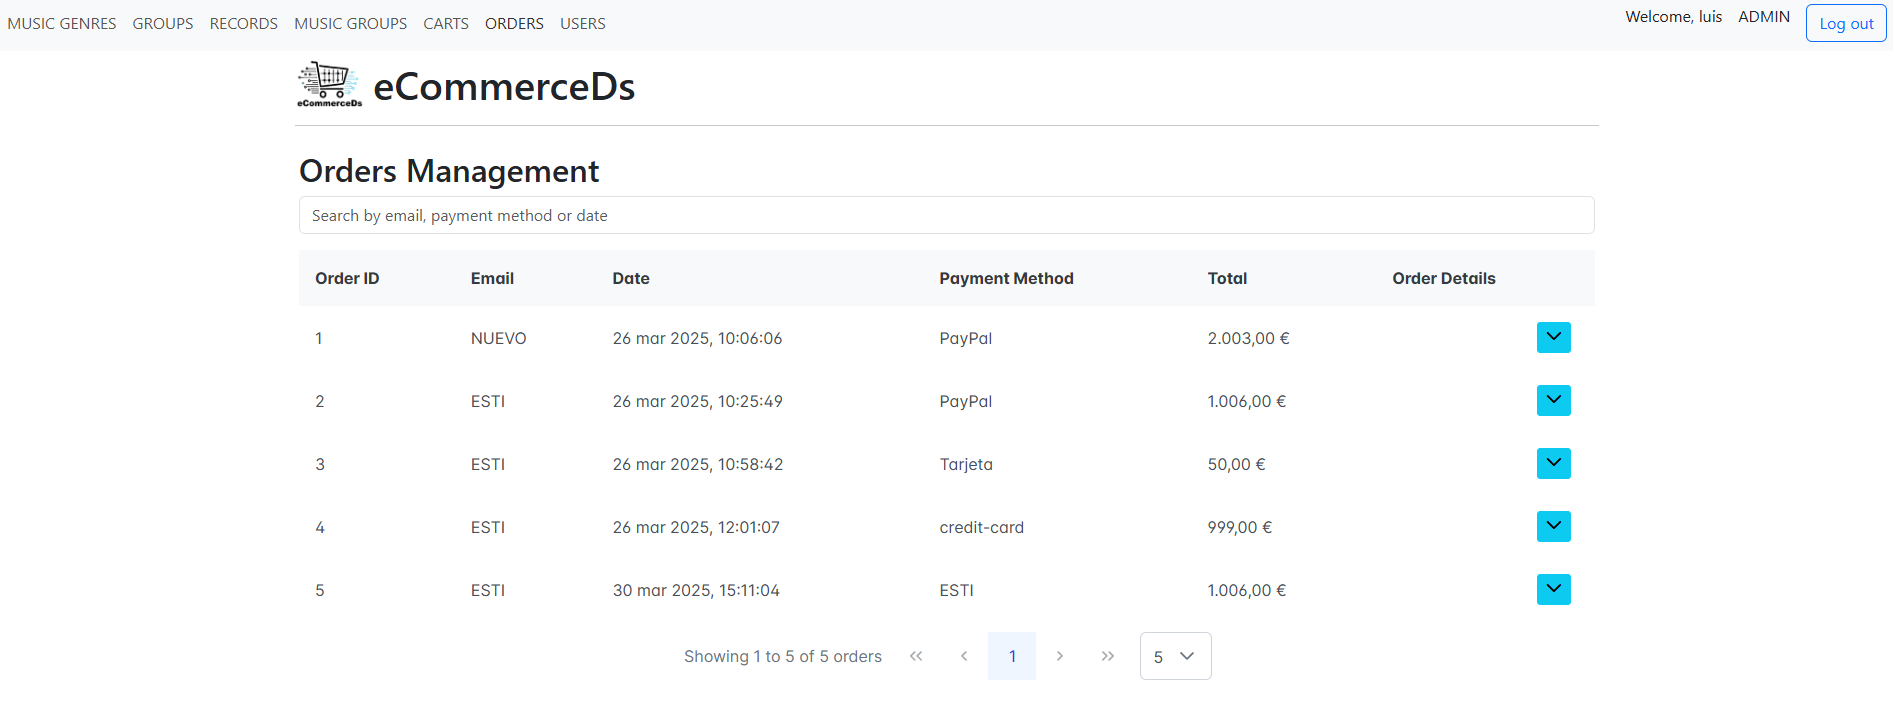 MUSIC GENRES GROUPS RECORDS MUSIC GROUPS CARTS ORDERS USERS Welcome, luis ADMIN Log out
eCommerceDs eCommerceDs
Orders Management
Search by email, payment method or date
Order ID Email Date Payment Method Total Order Details
1 NUEVO 26 mar 2025, 10:06:06 PayPal 2.003,00 €
2 ESTI 26 mar 2025, 10:25:49 PayPal 1.006,00 €
3 ESTI 26 mar 2025, 10:58:42 Tarjeta 50,00 €
4 ESTI 26 mar 2025, 12:01:07 credit-card 999,00 €
5 ESTI 30 mar 2025, 15:11:04 ESTI 1.006,00 €
Showing 1 to 5 of 5 orders 1 5